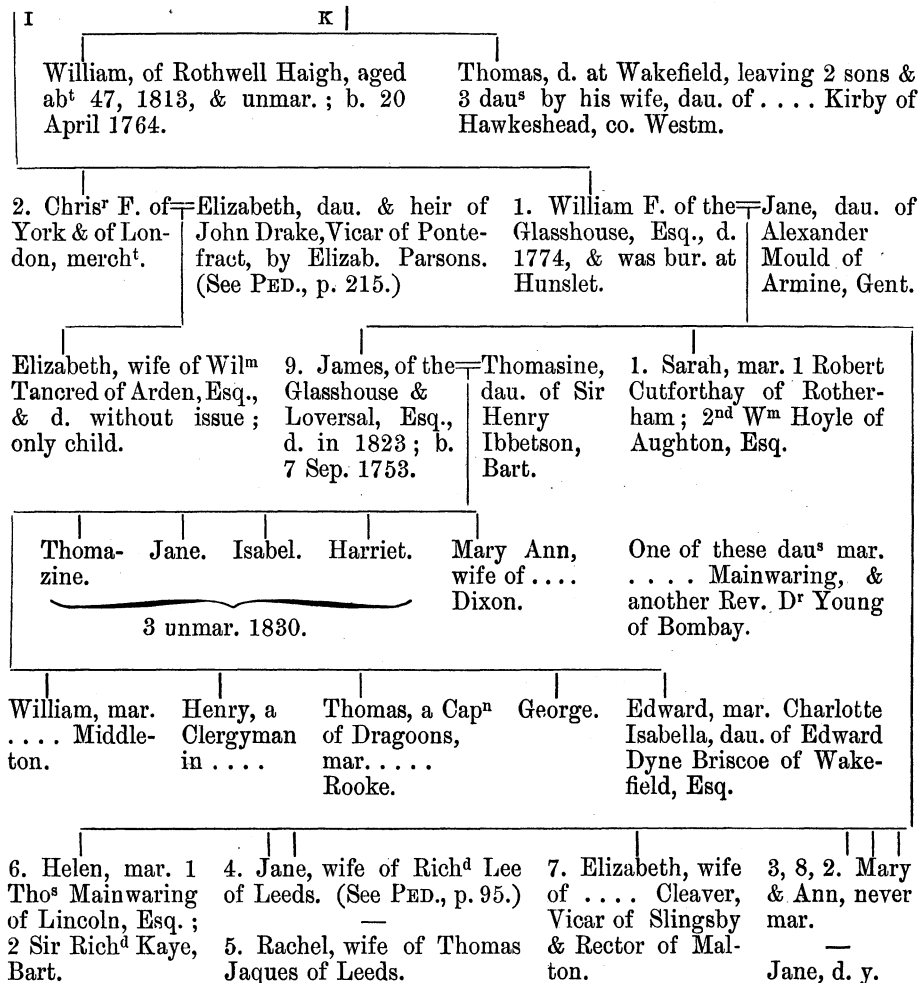 I K
William, of Rothwell Haigh, aged
abt 47, 1813, & unmar. ; b. 20
April 1764.
Thomas, d. at Wakefield, leaving 2 sons &
3 daus by his wife, dau. of . . . . Kirby of
Hawkeshead, co. Westm.
2. Chrisr F. of
York & of Lon-
don, mercht.
Elizabeth, dau. & heir of
John Drake, Vicar of Ponte-
fract, by Elizab. Parsons.
(See PED., p. 215.)
1. William F. of the
Glasshouse, Esq., d.
1774, & was bur. at
Hunslet.
Jane, dau. of
Alexander
Mould of
Armine, Gent.
Elizabeth, wife of Wilm
Tancred of Arden, Esq.,
& d. without issue ;
only child.
9. James, of the
Glasshouse &
Loversal, Esq.,
d. in 1823 ; b.
7 Sep. 1753.
Thomasine,
dau. of Sir
Henry
Ibbetson,
Bart.
1. Sarah, mar. 1 Robert
Cutforthay of Rother-
ham ; 2nd Wm Hoyle of
Aughton, Esq.
Thoma-
zine.
Jane. Isabel. Harriet.
3 unmar. 1830.
Mary Ann,
wife of . . . .
Dixon.
One of these daus mar.
. . . . Mainwaring, &
another Rev. Dr Young
of Bombay.
William, mar.
. . . . Middle-
ton.
Henry, a
Clergyman
in . . . .
Thomas, a Capn
of Dragoons,
mar. . . . .
Rooke.
George.
Edward, mar. Charlotte
Isabella, dau. of Edward
Dyne Briscoe of Wake-
field, Esq.
6. Helen, mar. 1
Thos Mainwaring
of Lincoln, Esq. ;
2 Sir Richd Kaye,
Bart.
4. Jane, wife of Richd Lee
of Leeds. (See PED., p. 95.)
—
5. Rachel, wife of Thomas
Jaques of Leeds.
7. Elizabeth, wife
of . . . . Cleaver,
Vicar of Slingsby
& Rector of Mal-
ton.
3, 8, 2. Mary
& Ann, never
mar.
—
Jane, d. y.